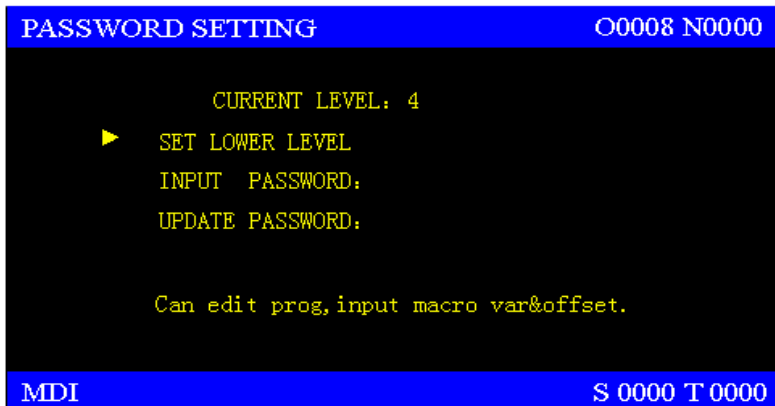 PASSWORD SETTING O0008 N0000
CURRENT LEVEL: 4
SET LOWER LEVEL
INPUT PASSWORD:
UPDATE PASSWORD:
Can edit prog,input macro var&offset.
MDI S 0000 T 0000